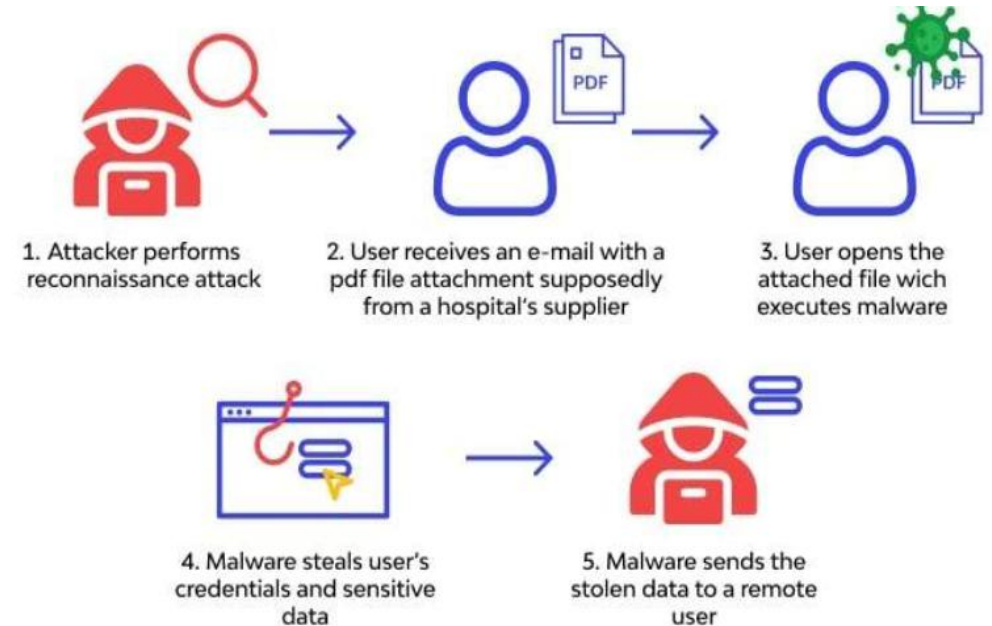 PDF
PDF
1. Attacker performs
reconnaissance attack
2. User receives an e-mail with a
pdf file attachment supposedly
from a hospital's supplier
3. User opens the
attached file wich
executes malware
4. Malware steals user's
credentials and sensitive
data
5. Malware sends the
stolen data to a remote
user